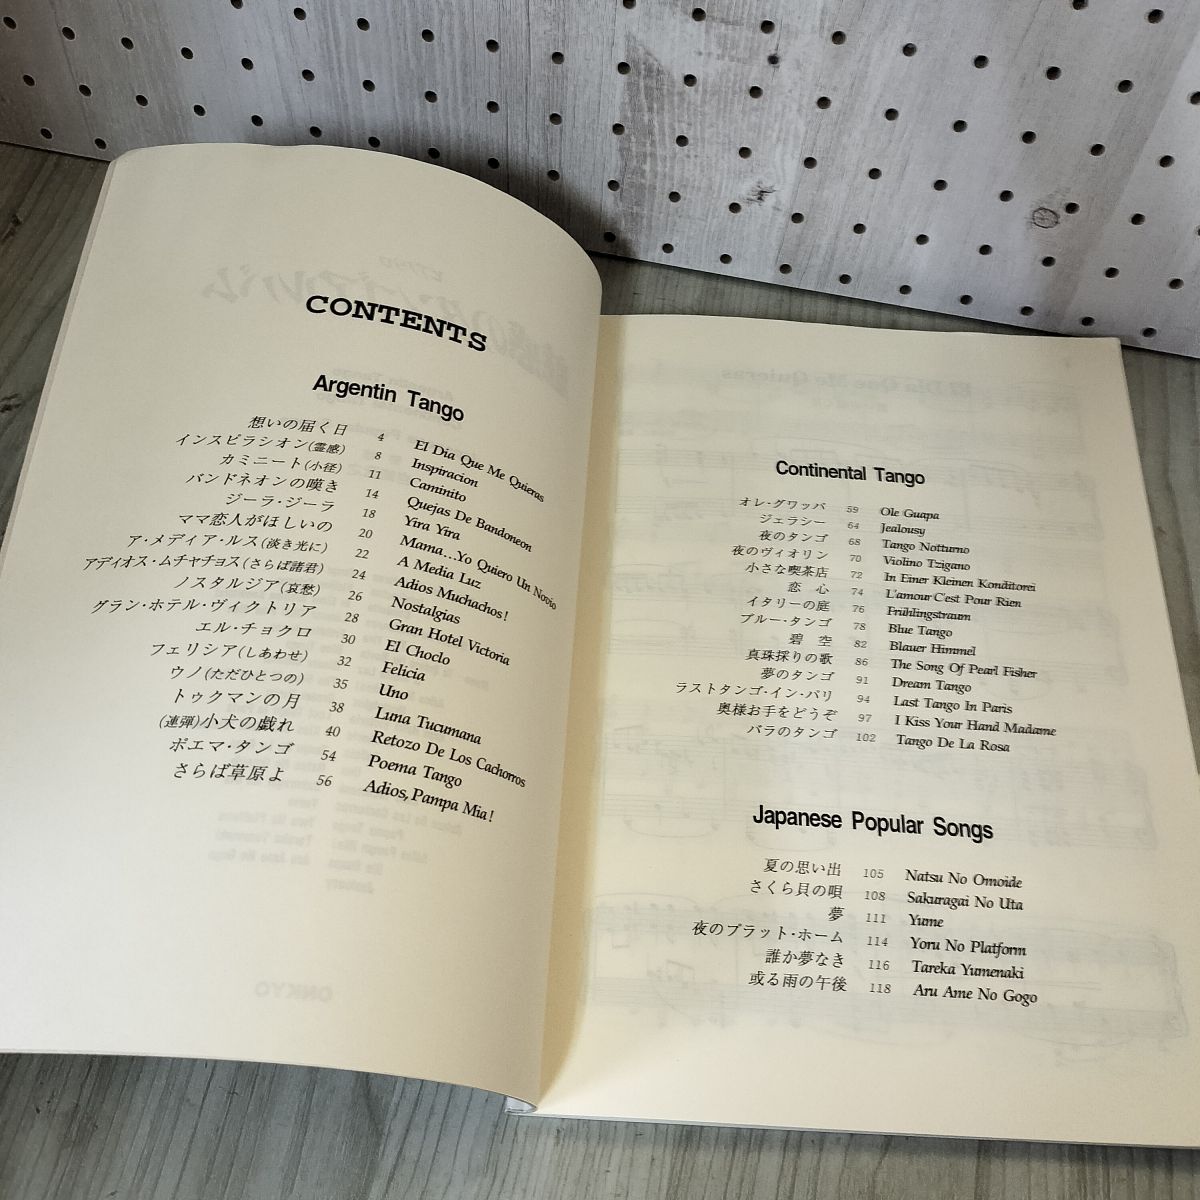 CONTENTS
Argentin Tango
想いの届く日 4 El Dia Que Me Quieras
インスピラシオン(霊感) 8 Inspiracion
カミニート(小径) 11 Caminito
バンドネオンの嘆き 14 Quejas De Bandoneon
ジーラ・ジーラ 18 Yira Yira
ママ恋人がほしいの 20 Mama...Yo Quiero Un Novio
ア・メディア・ルス(淡き光に) 22 A Media Luz
アディオス・ムチャチョス(さらば諸君) 24 Adios Muchachos!
ノスタルジア(哀愁) 26 Nostalgias
グラン・ホテル・ヴィクトリア 28 Gran Hotel Victoria
エル・チョクロ 30 El Choclo
フェリシア(しあわせ) 32 Felicia
ウノ(ただひとつの) 35 Uno
トゥクマンの月 38 Luna Tucumana
(連弾)小犬の戯れ 40 Retozo De Los Cachorros
ポエマ・タンゴ 54 Poema Tango
さらば草原よ 56 Adios, Pampa Mia!
Continental Tango
オレ・グワッパ 59 Ole Guapa
ジェラシー 64 Jealousy
夜のタンゴ 68 Tango Notturno
夜のヴィオリン 70 Violino Tzigano
小さな喫茶店 72 In Einer Kleinen Konditorei
恋 心 74 L'amour C'est Pour Rien
イタリーの庭 76 Frühlingstraum
ブルー・タンゴ 78 Blue Tango
碧 空 82 Blauer Himmel
真珠採りの歌 86 The Song Of Pearl Fisher
夢のタンゴ 91 Dream Tango
ラストタンゴ・イン・パリ 94 Last Tango In Paris
奥様お手をどうぞ 97 I Kiss Your Hand Madame
バラのタンゴ 102 Tango De La Rosa
Japanese Popular Songs
夏の思い出 105 Natsu No Omoide
さくら貝の唄 108 Sakuragai No Uta
夢 111 Yume
夜のプラット・ホーム 114 Yoru No Platform
誰か夢なき 116 Tareka Yumenaki
或る雨の午後 118 Aru Ame No Gogo